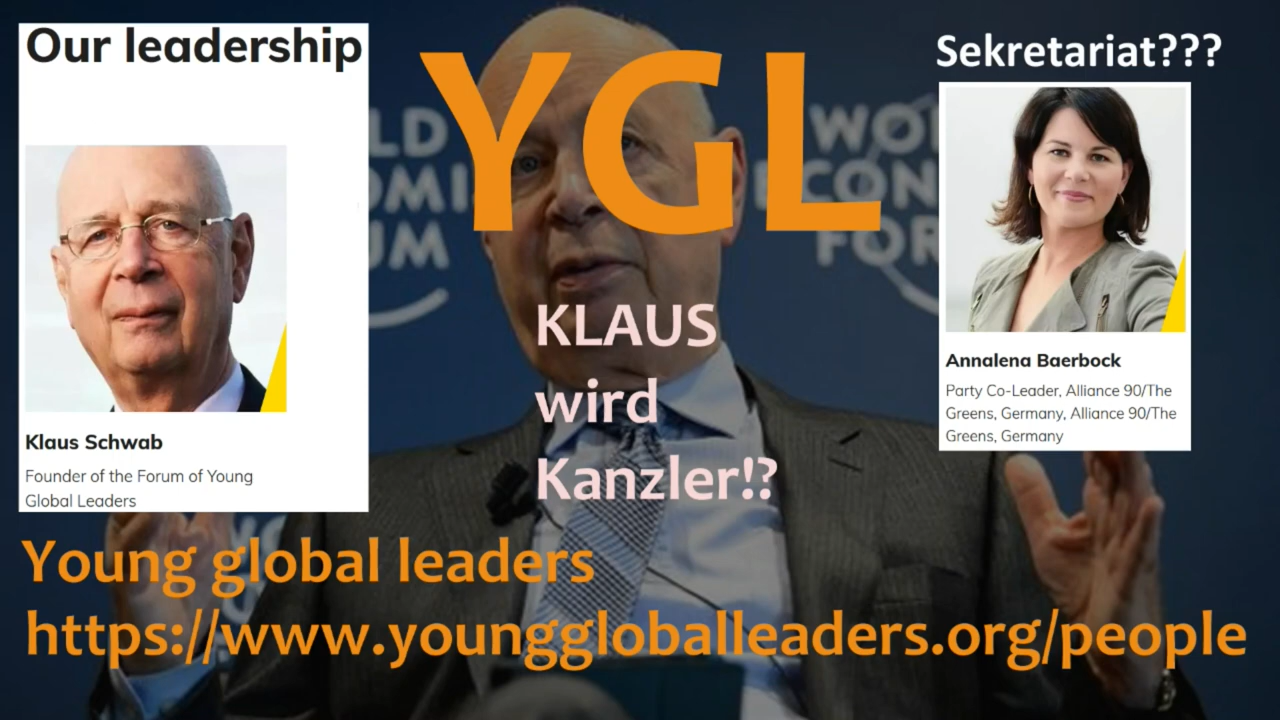 Our leadership
Klaus Schwab
Founder of the Forum of Young
Global Leaders
YGL
KLAUS
wird
Kanzler!?
Sekretariat???
Annalena Baerbock
Party Co-Leader, Alliance 90/The
Greens, Germany, Alliance 90/The
Greens, Germany
Young global leaders
https://www.younggloballeaders.org/people